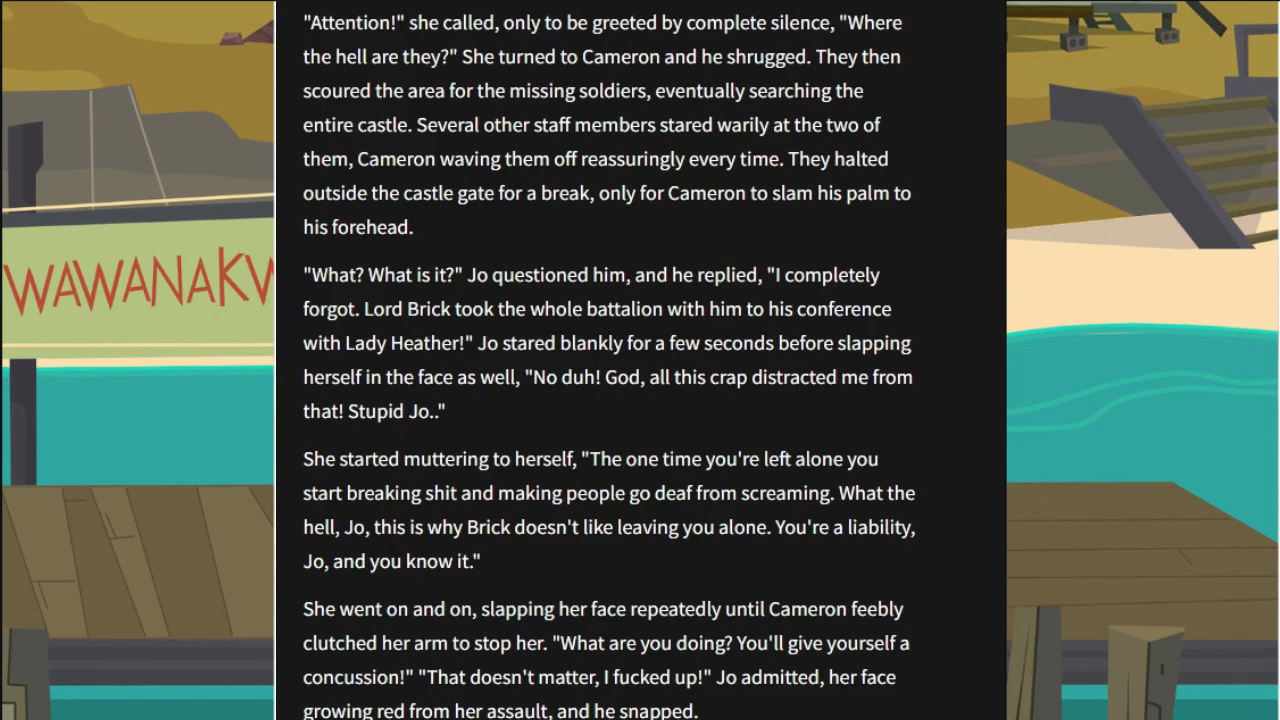 "Attention!" she called, only to be greeted by complete silence, "Where
the hell are they?" She turned to Cameron and he shrugged. They then
scoured the area for the missing soldiers, eventually searching the
entire castle. Several other staff members stared warily at the two of
them, Cameron waving them off reassuringly every time. They halted
outside the castle gate for a break, only for Cameron to slam his palm to
his forehead.
"What? What is it?" Jo questioned him, and he replied, "I completely
forgot. Lord Brick took the whole battalion with him to his conference
with Lady Heather!" Jo stared blankly for a few seconds before slapping
herself in the face as well, "No duh! God, all this crap distracted me from
that! Stupid Jo.."
She started muttering to herself, "The one time you're left alone you
start breaking shit and making people go deaf from screaming. What the
hell, Jo, this is why Brick doesn't like leaving you alone. You're a liability,
Jo, and you know it."
She went on and on, slapping her face repeatedly until Cameron feebly
clutched her arm to stop her. "What are you doing? You'll give yourself a
concussion!" "That doesn't matter, I fucked up!" Jo admitted, her face
growing red from her assault, and he snapped.
WAWANAKW